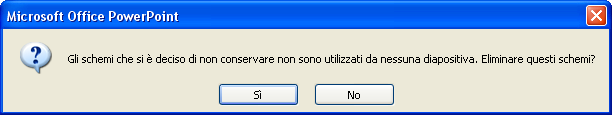 Microsoft Office PowerPoint
Gli schemi che si è deciso di non conservare non sono utilizzati da nessuna diapositiva. Eliminare questi schemi?
Sì
No